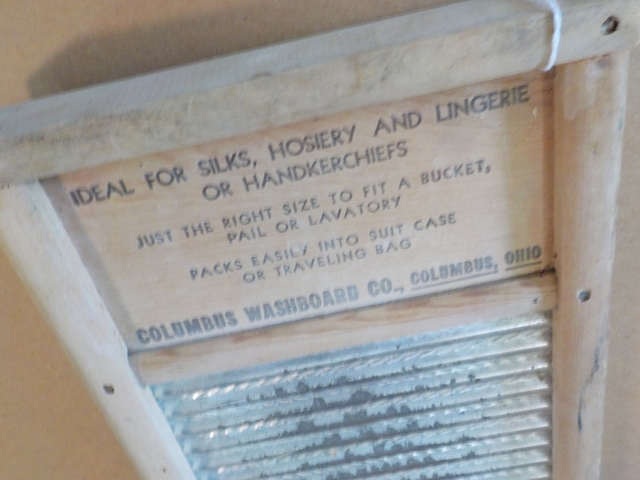 IDEAL FOR SILKS, HOSIERY AND LINGERIE
OR HANDKERCHIEFS
JUST THE RIGHT SIZE TO FIT A BUCKET,
PAIL OR LAVATORY
PACKS EASILY INTO SUIT CASE
OR TRAVELING BAG
COLUMBUS WASHBOARD CO., COLUMBUS, OHIO